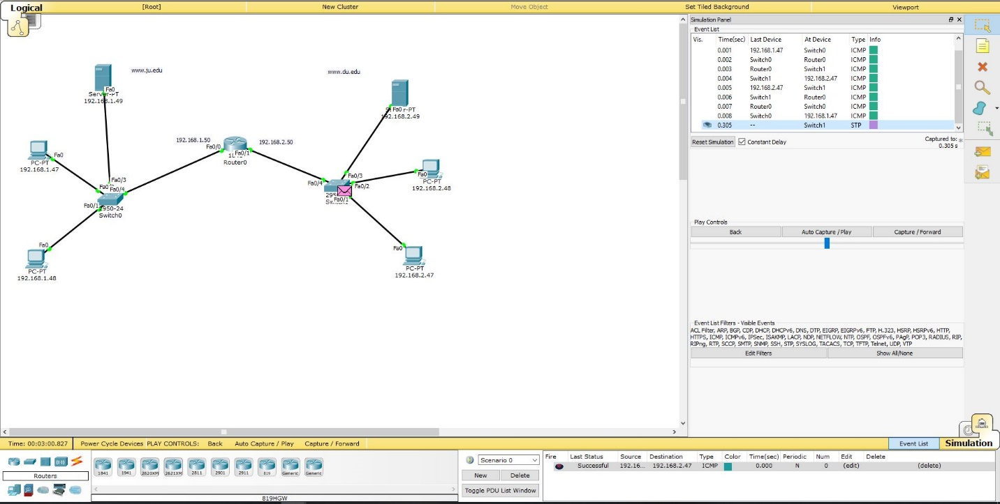 Logical
[Root]
New Cluster
Move Object
Set Tiled Background
Viewport
www.ju.edu
Fa0
Server-PT
192.168.1.49
www.du.edu
Fa0
192.168.2.49
PC-PT
Fa0
192.168.1.47
192.168.1.50
Fa0/0
Fa0/1
192.168.2.50
Router0
Fa0/3
Fa0/4
Fa0/1
2950-24
Switch0
Fa0
PC-PT
192.168.1.48
Fa0/3
Fa0/4
Fa0/2
Fa0/1
Fa0
PC-PT
192.168.2.48
Fa0
PC-PT
192.168.2.47
Simulation Panel
Event List
Vis. Time(sec) Last Device At Device Type Info
0.001 192.168.1.47 Switch0 ICMP
0.002 Switch0 Router0 ICMP
0.003 Router0 Switch1 ICMP
0.004 Switch1 192.168.2.47 ICMP
0.005 192.168.2.47 Switch1 ICMP
0.006 Switch1 Router0 ICMP
0.007 Router0 Switch0 ICMP
0.008 Switch0 192.168.1.47 ICMP
0.305 -- Switch1 STP
Reset Simulation Constant Delay
Captured to:
0.305 s
Play Controls
Back Auto Capture / Play Capture / Forward
Event List Filters - Visible Events
ACL Filter, ARP, BGP, CDP, DHCP, DHCPv6, DNS, DTP, EIGRP, EIGRPv6, FTP, H.323, HSRP, HSRPv6, HTTP,
HTTPS, ICMP, ICMPv6, IPSec, ISAKMP, LACP, NDP, NETFLOW, NTP, OSPF, OSPFv6, PAgP, POP3, RADIUS, RIP,
RIPng, RTP, SCCP, SMTP, SNMP, SSH, STP, SYSLOG, TACACS, TCP, TFTP, Telnet, UDP, VTP
Edit Filters Show All/None
Time: 00:03:00.827 Power Cycle Devices PLAY CONTROLS: Back Auto Capture / Play Capture / Forward
Event List Simulation
Routers
1841 1941 2620XM 2621XM 2811 2901 2911 819 Generic Generic
819HGW
Scenario 0
New Delete
Toggle PDU List Window
Fire Last Status Source Destination Type Color Time(sec) Periodic Num Edit Delete
Successful 192.16... 192.168.2.47 ICMP 0.000 N 0 (edit) (delete)